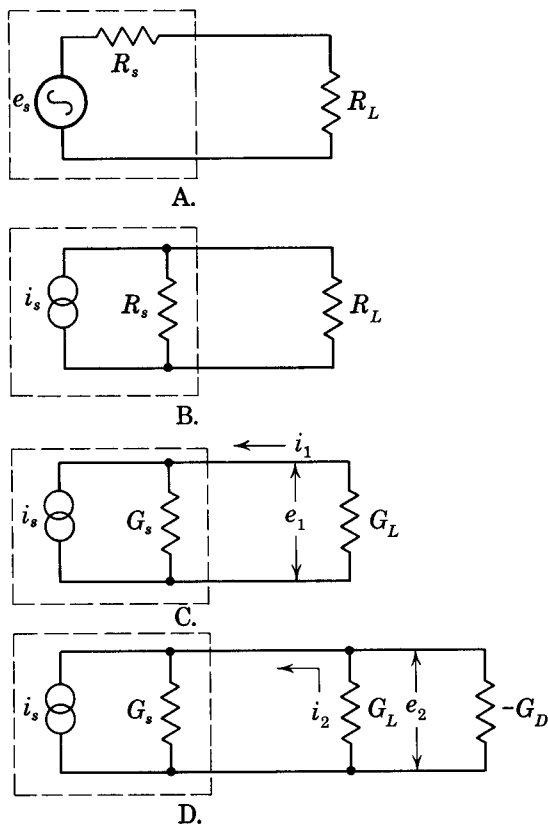 R_s
e_s
R_L
A.
i_s
R_s
R_L
B.
i_1
i_s
G_s
e_1
G_L
C.
i_s
G_s
i_2
G_L
e_2
-G_D
D.